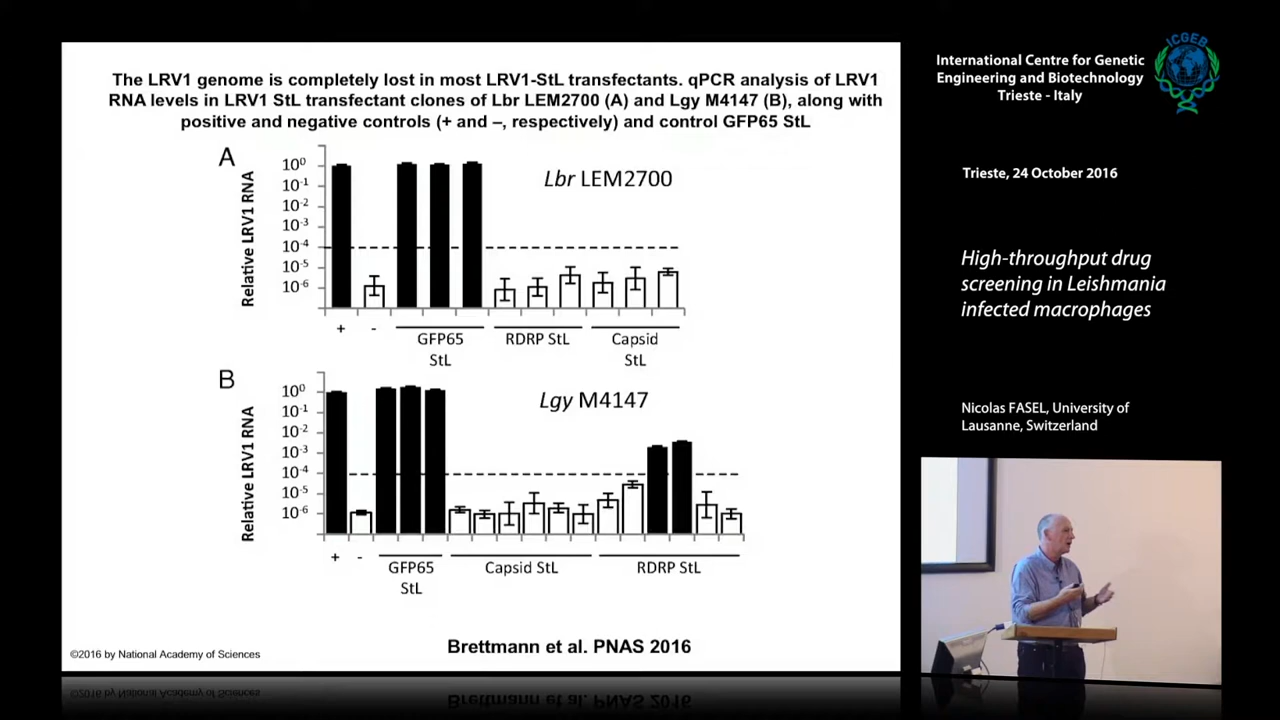 The LRV1 genome is completely lost in most LRV1-StL transfectants. qPCR analysis of LRV1
RNA levels in LRV1 StL transfectant clones of Lbr LEM2700 (A) and Lgy M4147 (B), along with
positive and negative controls (+ and –, respectively) and control GFP65 StL
A
Lbr LEM2700
Relative LRV1 RNA
10⁰
10⁻¹
10⁻²
10⁻³
10⁻⁴
10⁻⁵
10⁻⁶
+ -
GFP65 StL
RDRP StL
Capsid StL
B
Lgy M4147
Relative LRV1 RNA
10⁰
10⁻¹
10⁻²
10⁻³
10⁻⁴
10⁻⁵
10⁻⁶
+ -
GFP65 StL
Capsid StL
RDRP StL
Brettmann et al. PNAS 2016
©2016 by National Academy of Sciences
International Centre for Genetic
Engineering and Biotechnology
Trieste - Italy
ICGEB
Trieste, 24 October 2016
High-throughput drug
screening in Leishmania
infected macrophages
Nicolas FASEL, University of
Lausanne, Switzerland